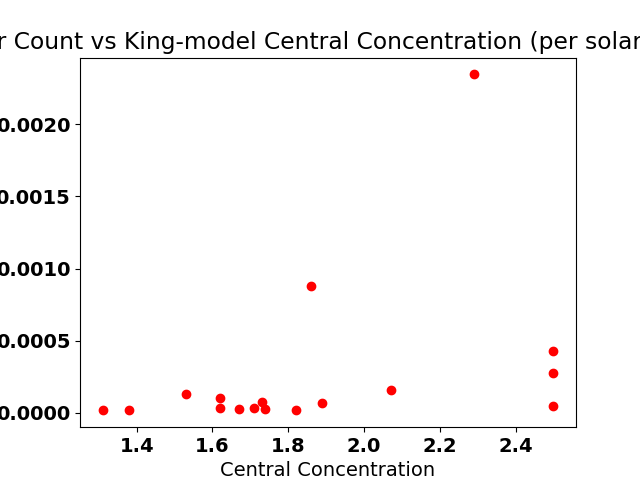 r Count vs King-model Central Concentration (per solar
0.0020
0.0015
0.0010
0.0005
0.0000
1.4 1.6 1.8 2.0 2.2 2.4
Central Concentration